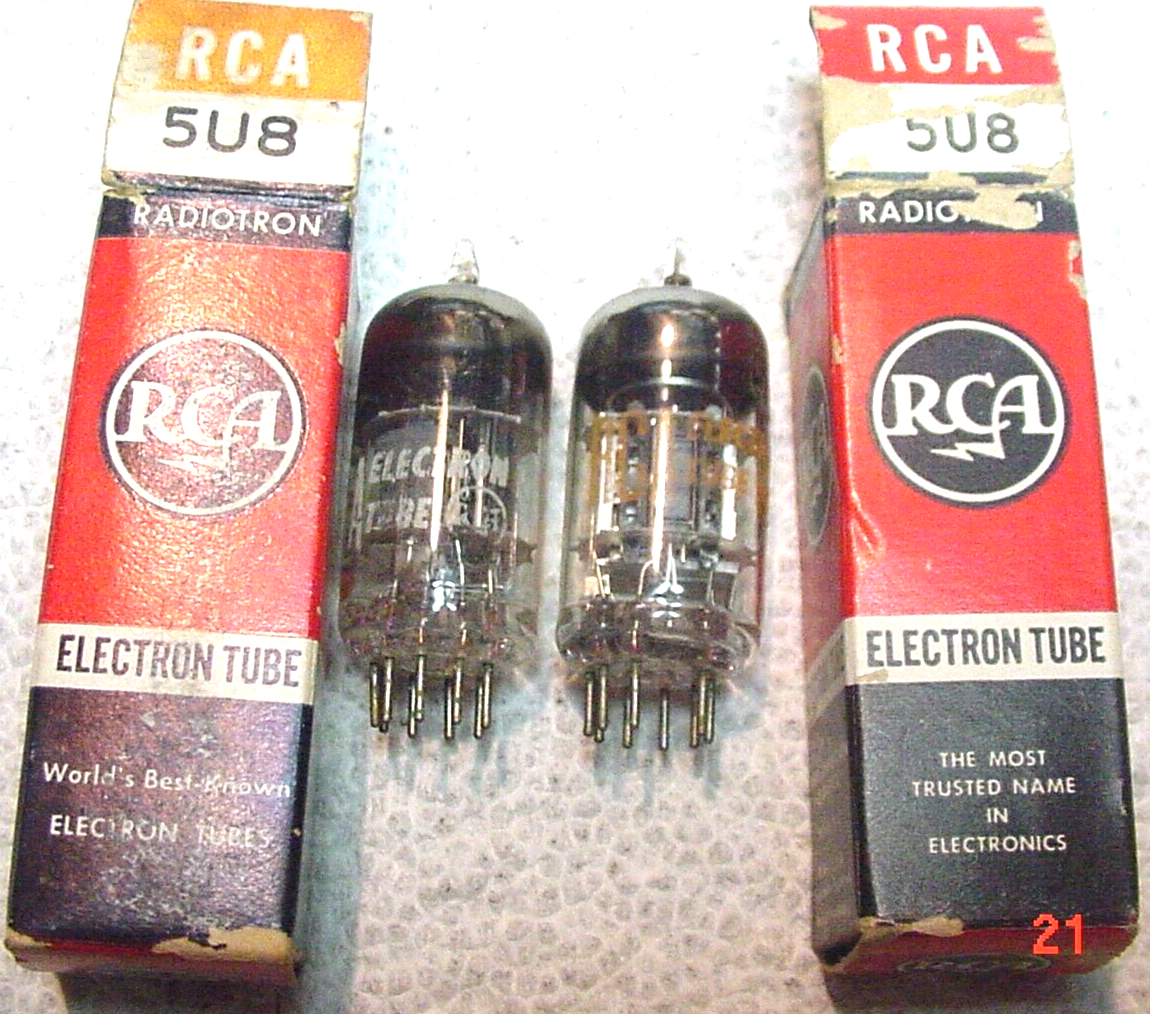 RCA
5U8
RADIOTRON
RCA
ELECTRON TUBE
World's Best-Known
ELECTRON TUBES
ELECTRON
TUBE
RCA
5U8
RCA
ELECTRON TUBE
THE MOST
TRUSTED NAME
IN
ELECTRONICS
RCA
21